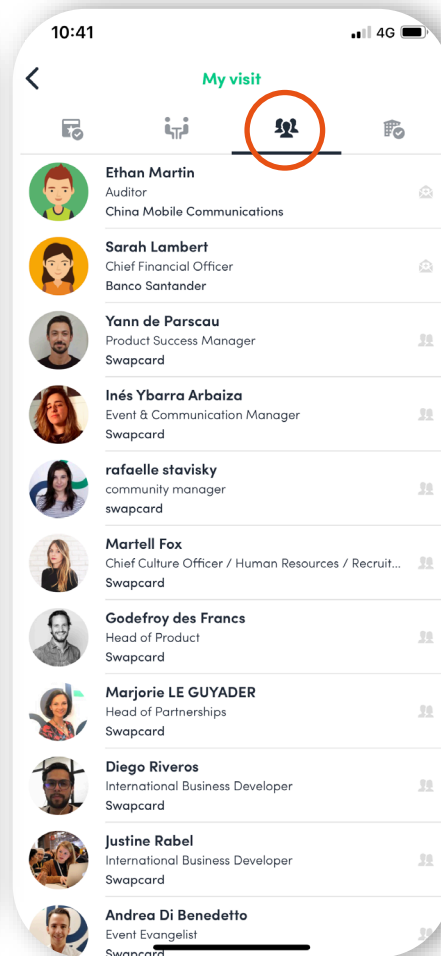 10:41
4G
My visit
Ethan Martin
Auditor
China Mobile Communications
Sarah Lambert
Chief Financial Officer
Banco Santander
Yann de Parscau
Product Success Manager
Swapcard
Inés Ybarra Arbaiza
Event & Communication Manager
Swapcard
rafaelle stavisky
community manager
swapcard
Martell Fox
Chief Culture Officer / Human Resources / Recruit...
Swapcard
Godefroy des Francs
Head of Product
Swapcard
Marjorie LE GUYADER
Head of Partnerships
Swapcard
Diego Riveros
International Business Developer
Swapcard
Justine Rabel
International Business Developer
Swapcard
Andrea Di Benedetto
Event Evangelist
Swapcard